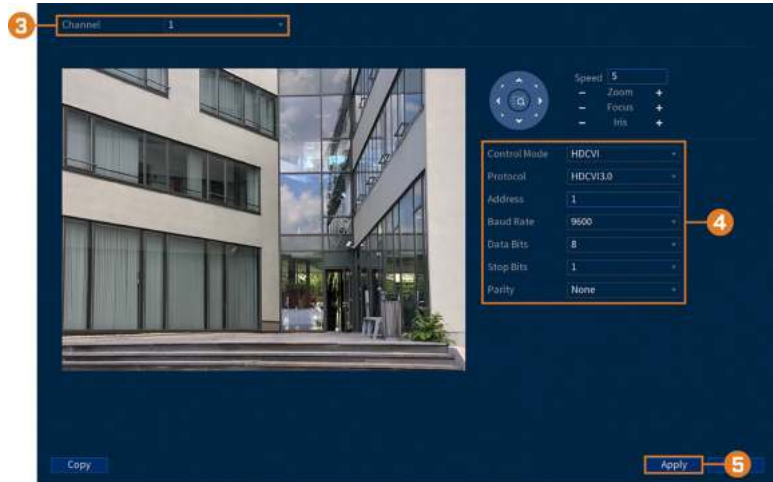 3
Channel 1
Speed 5
- Zoom +
- Focus +
- Iris +
Control Mode HDCVI
Protocol HDCVI3.0
Address 1
Baud Rate 9600
4
Data Bits 8
Stop Bits 1
Parity None
Copy
Apply
5